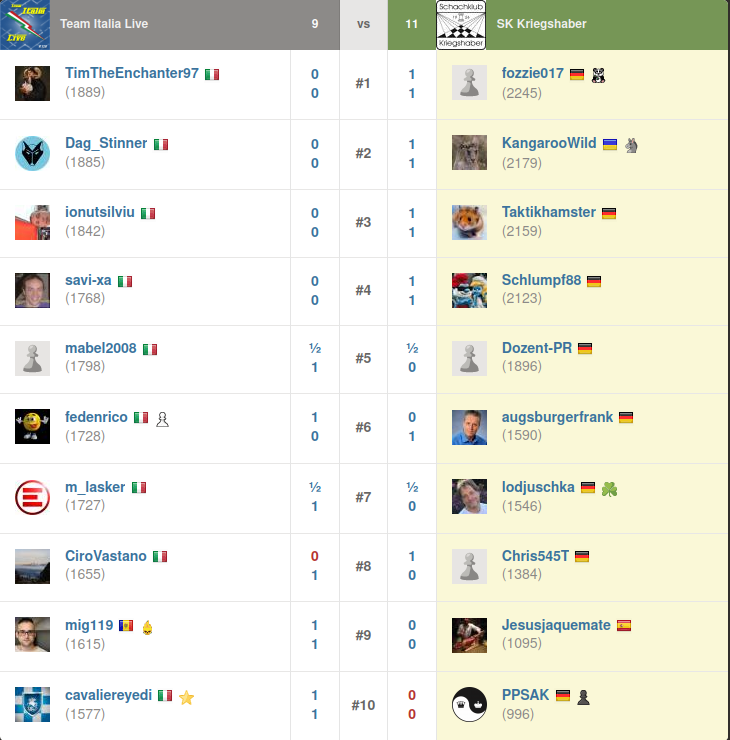 Team Italia Live 9 vs 11 SK Kriegshaber
Team
ITALIA
Live
Schachklub
Kriegshaber
TimTheEnchanter97 0 1 fozzie017
(1889) 0 #1 1 (2245)
Dag_Stinner 0 1 KangarooWild
(1885) 0 #2 1 (2179)
ionutsilviu 0 1 Taktikhamster
(1842) 0 #3 1 (2159)
savi-xa 0 1 Schlumpf88
(1768) 0 #4 1 (2123)
mabel2008 ½ ½ Dozent-PR
(1798) 1 #5 0 (1896)
fedenrico 1 0 augsburgerfrank
(1728) 0 #6 1 (1590)
m_lasker ½ ½ lodjuschka
(1727) 1 #7 0 (1546)
CiroVastano 0 1 Chris545T
(1655) 1 #8 0 (1384)
mig119 1 0 Jesusjaquemate
(1615) 1 #9 0 (1095)
cavaliereyedi 1 0 PPSAK
(1577) 1 #10 0 (996)